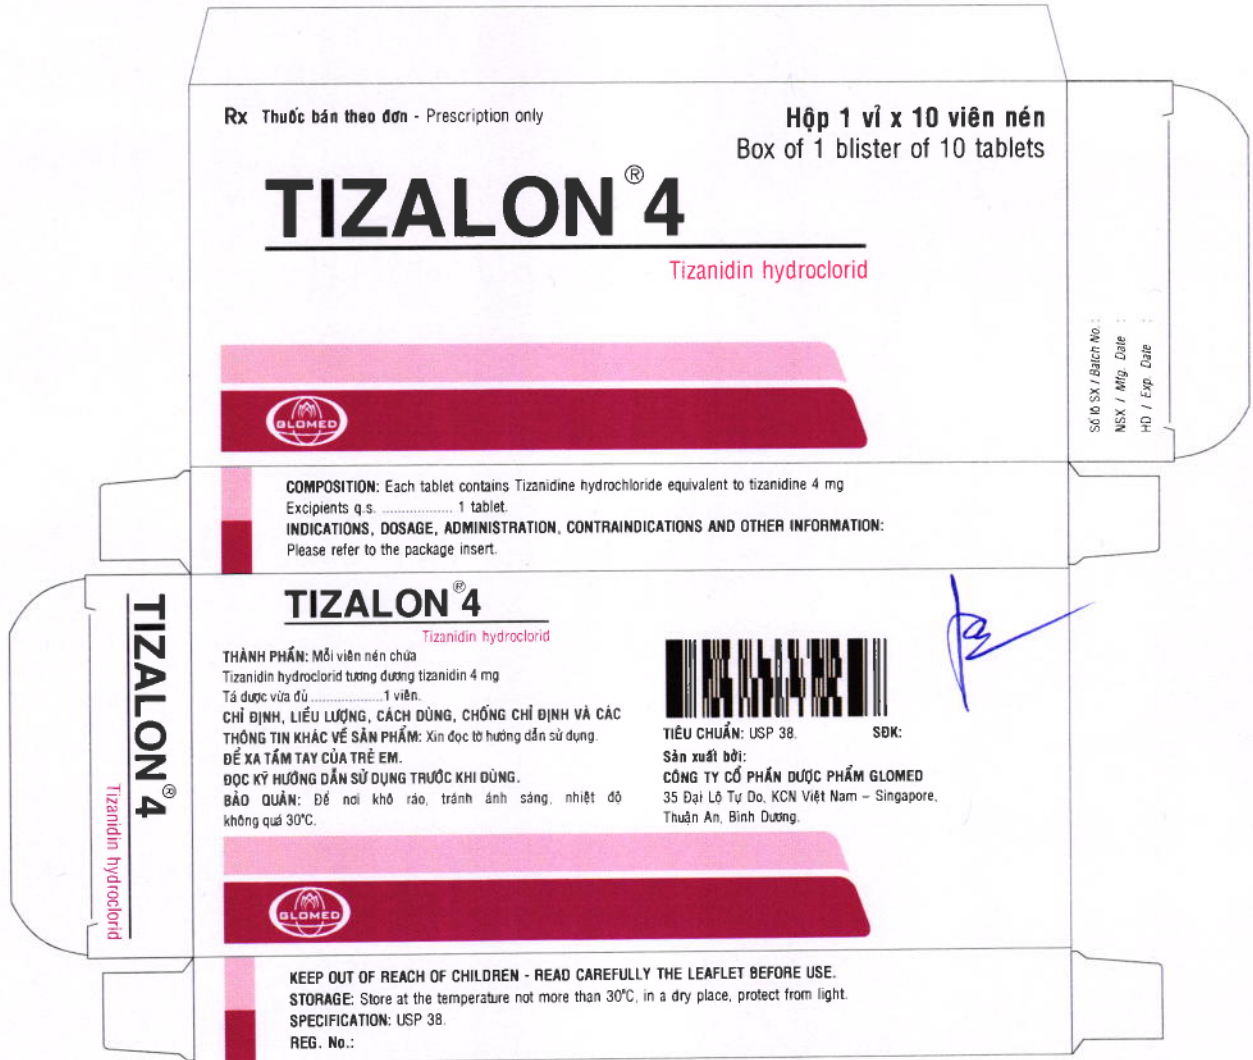 Rx Thuốc bán theo đơn - Prescription only
Hộp 1 vỉ x 10 viên nén
Box of 1 blister of 10 tablets
TIZALON®4
Tizanidin hydroclorid
GLOMED
Số lô SX / Batch No. :
NSX / Mfg. Date :
HD / Exp. Date :
COMPOSITION: Each tablet contains Tizanidine hydrochloride equivalent to tizanidine 4 mg
Excipients q.s. .................. 1 tablet.
INDICATIONS, DOSAGE, ADMINISTRATION, CONTRAINDICATIONS AND OTHER INFORMATION:
Please refer to the package insert.
TIZALON®4
Tizanidin hydroclorid
TIZALON®4
Tizanidin hydroclorid
THÀNH PHẦN: Mỗi viên nén chứa
Tizanidin hydroclorid tương đương tizanidin 4 mg
Tá dược vừa đủ ...................1 viên.
CHỈ ĐỊNH, LIỀU LƯỢNG, CÁCH DÙNG, CHỐNG CHỈ ĐỊNH VÀ CÁC
THÔNG TIN KHÁC VỀ SẢN PHẨM: Xin đọc tờ hướng dẫn sử dụng.
ĐỂ XA TẦM TAY CỦA TRẺ EM.
ĐỌC KỸ HƯỚNG DẪN SỬ DỤNG TRƯỚC KHI DÙNG.
BẢO QUẢN: Để nơi khô ráo, tránh ánh sáng, nhiệt độ
không quá 30°C.
TIÊU CHUẨN: USP 38. SĐK:
Sản xuất bởi:
CÔNG TY CỔ PHẦN DƯỢC PHẨM GLOMED
35 Đại Lộ Tự Do, KCN Việt Nam – Singapore,
Thuận An, Bình Dương.
GLOMED
KEEP OUT OF REACH OF CHILDREN - READ CAREFULLY THE LEAFLET BEFORE USE.
STORAGE: Store at the temperature not more than 30°C, in a dry place, protect from light.
SPECIFICATION: USP 38.
REG. No.: